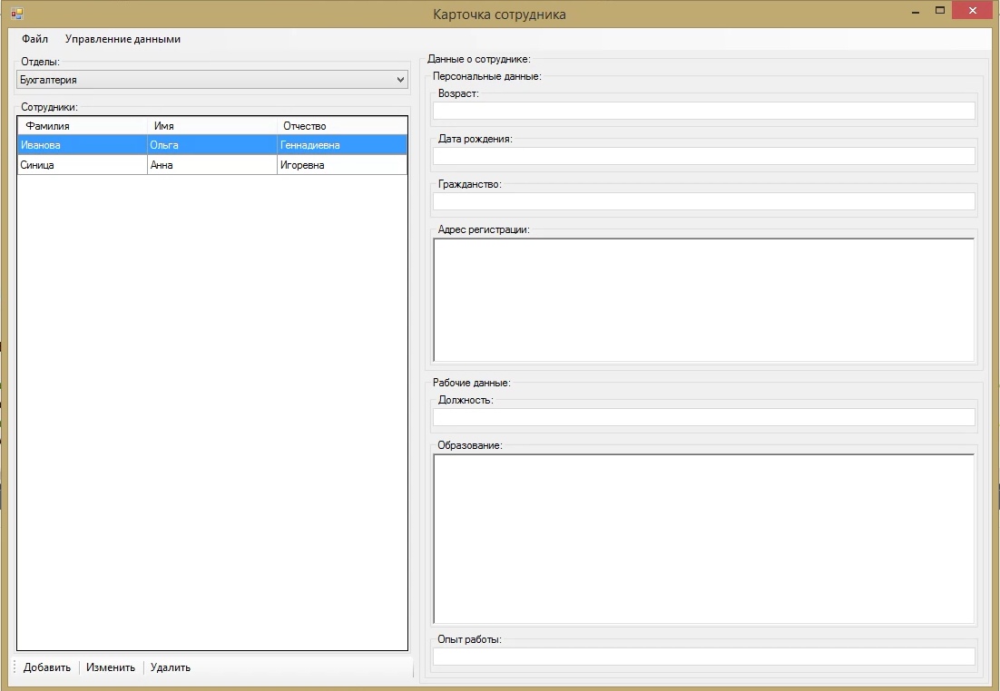 Карточка сотрудника
Файл Управленние данными
Отделы:
Бухгалтерия
Сотрудники:
Фамилия Имя Отчество
Иванова Ольга Геннадиевна
Синица Анна Игоревна
Добавить Изменить Удалить
Данные о сотруднике:
Персональные данные:
Возраст:
Дата рождения:
Гражданство:
Адрес регистрации:
Рабочие данные:
Должность:
Образование:
Опыт работы: